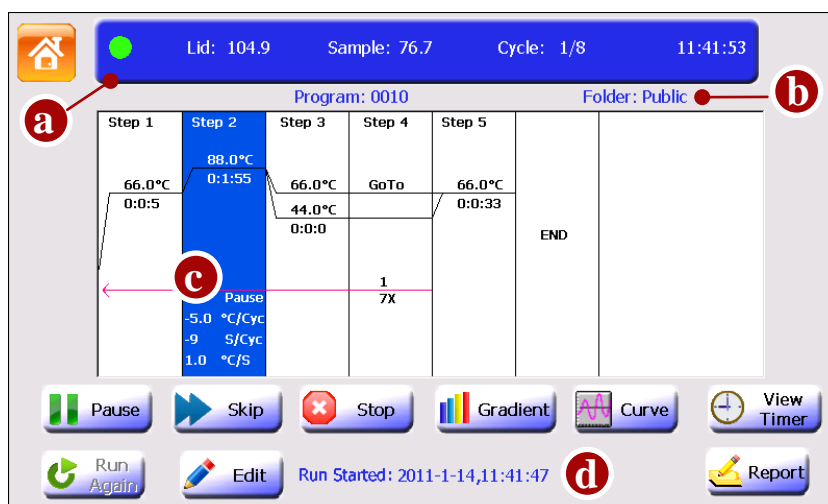 Lid: 104.9 Sample: 76.7 Cycle: 1/8 11:41:53
a
b
Program: 0010 Folder: Public
Step 1 Step 2 Step 3 Step 4 Step 5
88.0°C
66.0°C 0:1:55 66.0°C GoTo 66.0°C
0:0:5 44.0°C 0:0:33
0:0:0
END
c
1
Pause 7X
-5.0 °C/Cyc
-9 S/Cyc
1.0 °C/S
Pause Skip Stop Gradient Curve View Timer
Run Again Edit Run Started: 2011-1-14,11:41:47 d Report